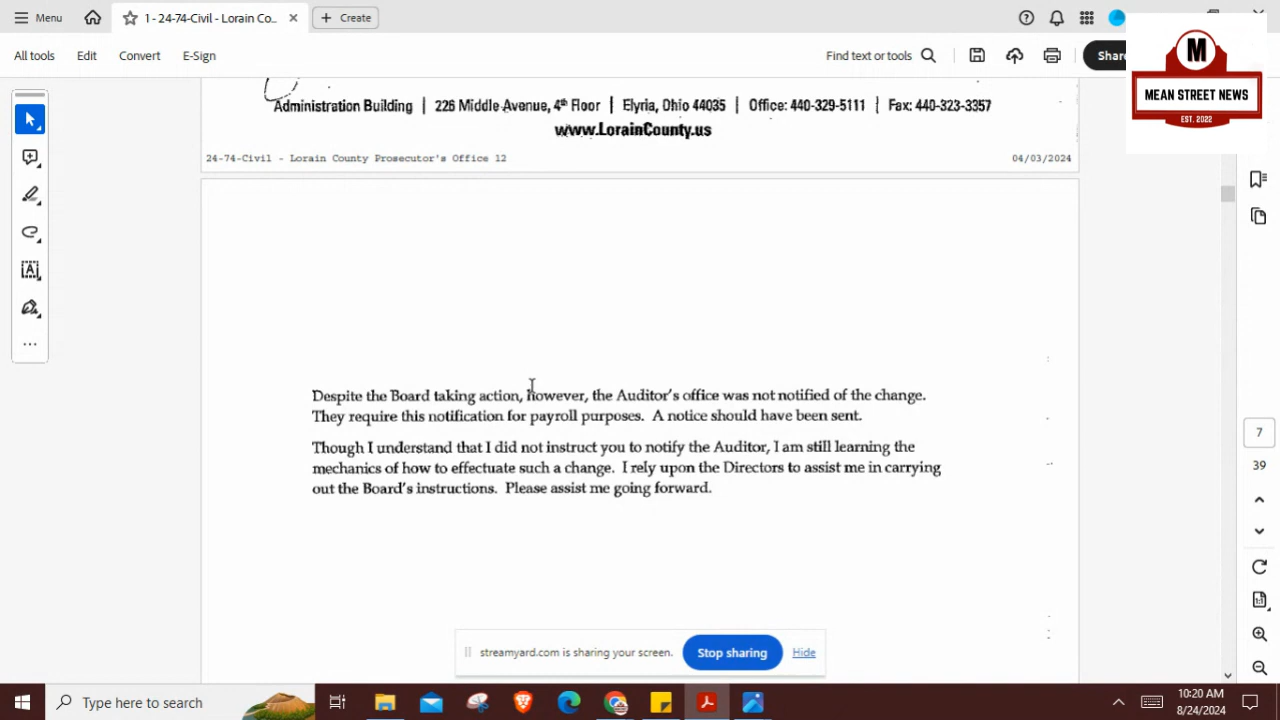 Menu
1 - 24-74-Civil - Lorain Co...
Create
All tools
Edit
Convert
E-Sign
Find text or tools
M
MEAN STREET NEWS
EST. 2022
Administration Building | 226 Middle Avenue, 4th Floor | Elyria, Ohio 44035 | Office: 440-329-5111 | Fax: 440-323-3357
www.LorainCounty.us
24-74-Civil - Lorain County Prosecutor's Office 12
04/03/2024
Despite the Board taking action, however, the Auditor's office was not notified of the change.
They require this notification for payroll purposes. A notice should have been sent.
Though I understand that I did not instruct you to notify the Auditor, I am still learning the
mechanics of how to effectuate such a change. I rely upon the Directors to assist me in carrying
out the Board's instructions. Please assist me going forward.
7
39
streamyard.com is sharing your screen.
Stop sharing
Hide
Type here to search
10:20 AM
8/24/2024